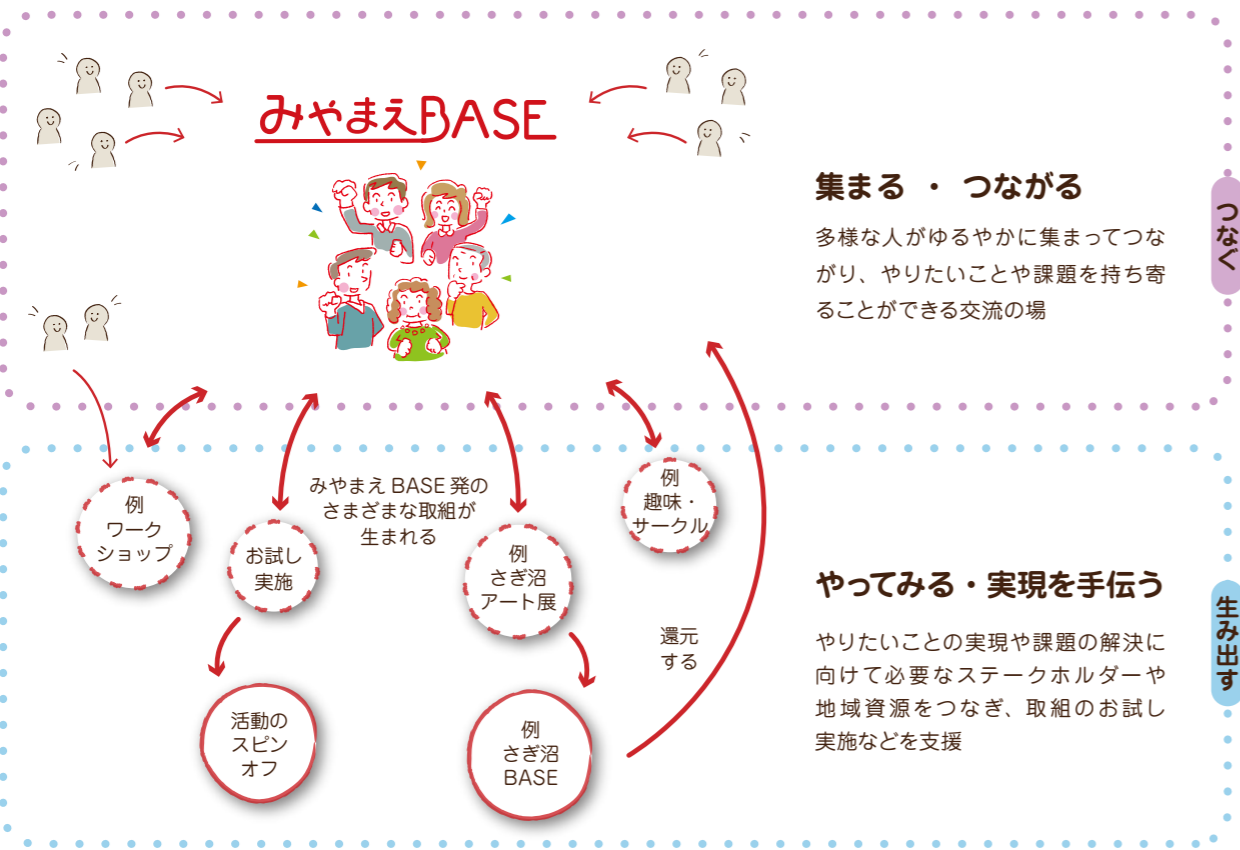 みやまえBASE
集まる ・ つながる
多様な人がゆるやかに集まってつな
がり、やりたいことや課題を持ち寄
ることができる交流の場
つなぐ
みやまえ BASE 発の
さまざまな取組が
生まれる
例
ワーク
ショップ
お試し
実施
例
さぎ沼
アート展
例
趣味・
サークル
活動の
スピン
オフ
例
さぎ沼
BASE
還元
する
やってみる・実現を手伝う
やりたいことの実現や課題の解決に
向けて必要なステークホルダーや
地域資源をつなぎ、取組のお試し
実施などを支援
生み出す